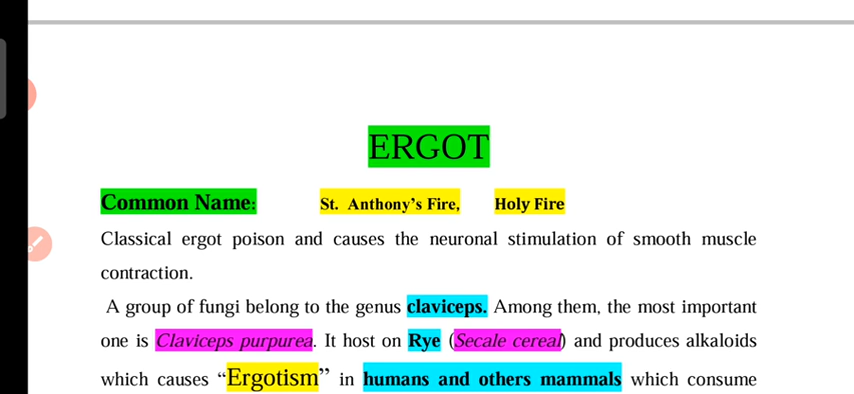 ERGOT
Common Name: St. Anthony’s Fire, Holy Fire
Classical ergot poison and causes the neuronal stimulation of smooth muscle
contraction.
A group of fungi belong to the genus claviceps. Among them, the most important
one is Claviceps purpurea. It host on Rye (Secale cereal) and produces alkaloids
which causes “Ergotism” in humans and others mammals which consume